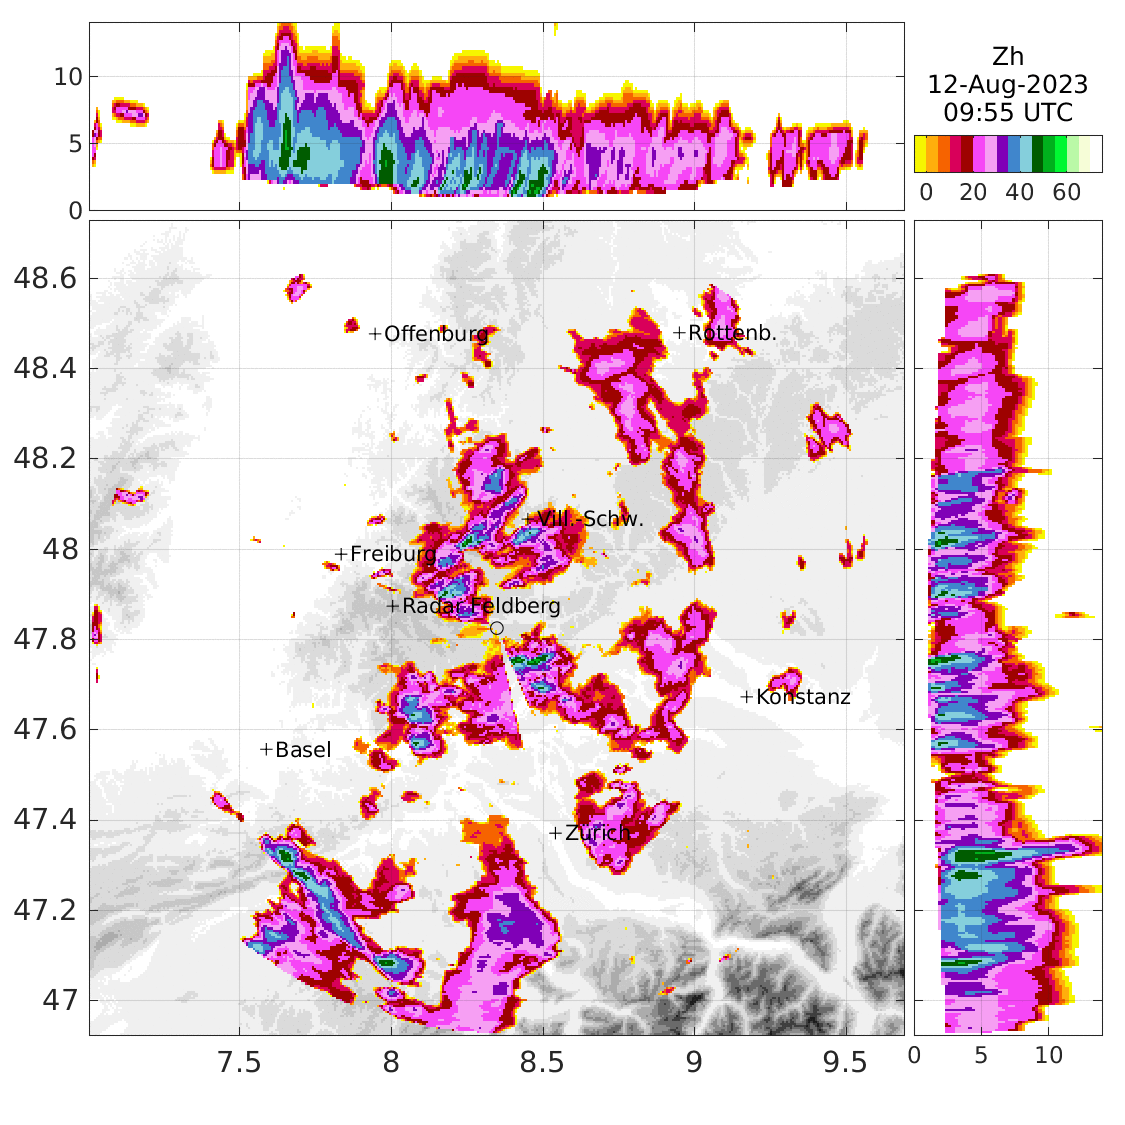 10
5
0
Zh
12-Aug-2023
09:55 UTC
0 20 40 60
48.6
48.4
48.2
48
47.8
47.6
47.4
47.2
47
+Offenburg
+Rottenb.
+Vill.-Schw.
+Freiburg
+Radar Feldberg
+Konstanz
+Basel
+Zurich
7.5 8 8.5 9 9.5
0 5 10